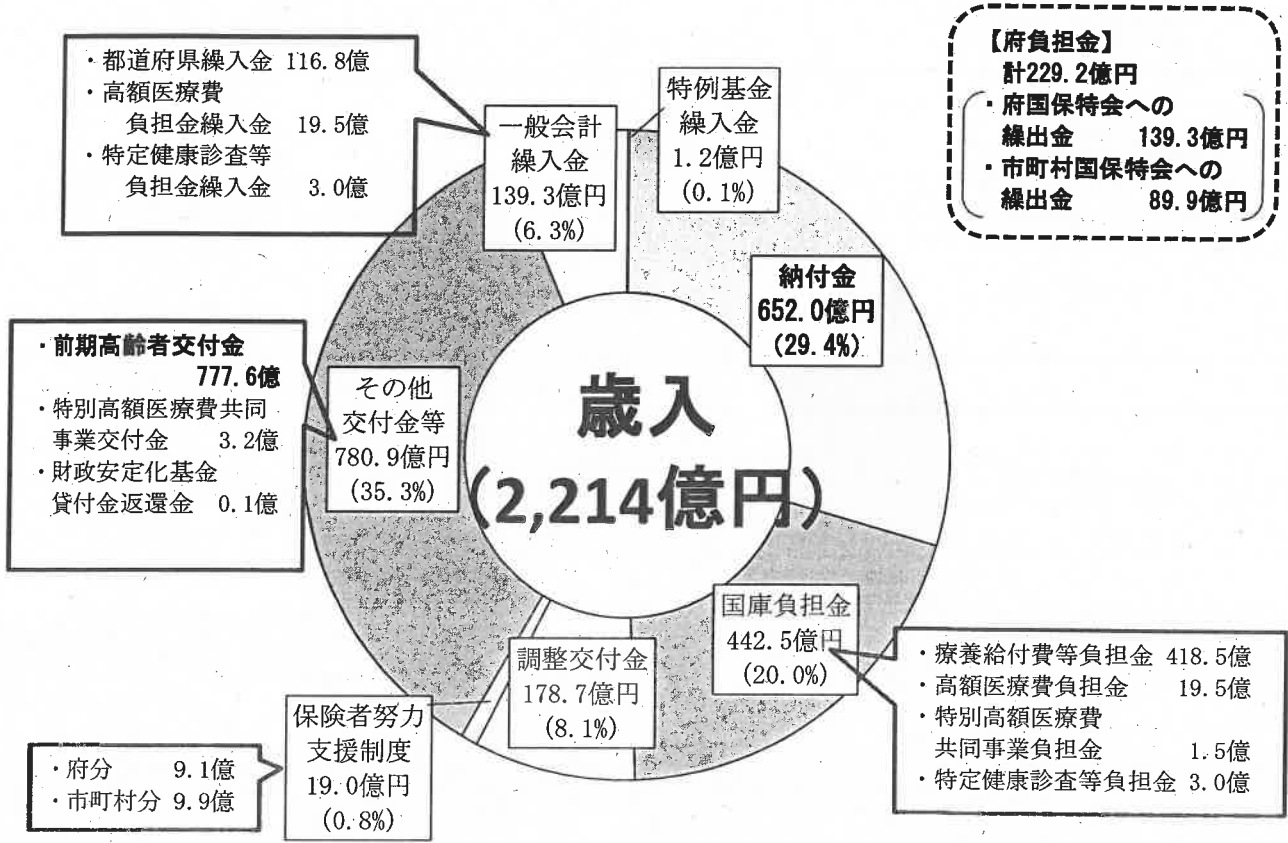 ・都道府県繰入金 116.8億
・高額医療費
負担金繰入金 19.5億
・特定健康診査等
負担金繰入金 3.0億
一般会計
繰入金
139.3億円
(6.3%)
特例基金
繰入金
1.2億円
(0.1%)
【府負担金】
計229.2億円
・府国保特会への
繰出金 139.3億円
・市町村国保特会への
繰出金 89.9億円
納付金
652.0億円
(29.4%)
・前期高齢者交付金
777.6億
・特別高額医療費共同
事業交付金 3.2億
・財政安定化基金
貸付金返還金 0.1億
その他
交付金等
780.9億円
(35.3%)
歳入
(2,214億円)
国庫負担金
442.5億円
(20.0%)
・療養給付費等負担金 418.5億
・高額医療費負担金 19.5億
・特別高額医療費
共同事業負担金 1.5億
・特定健康診査等負担金 3.0億
調整交付金
178.7億円
(8.1%)
保険者努力
支援制度
19.0億円
(0.8%)
・府分 9.1億
・市町村分 9.9億